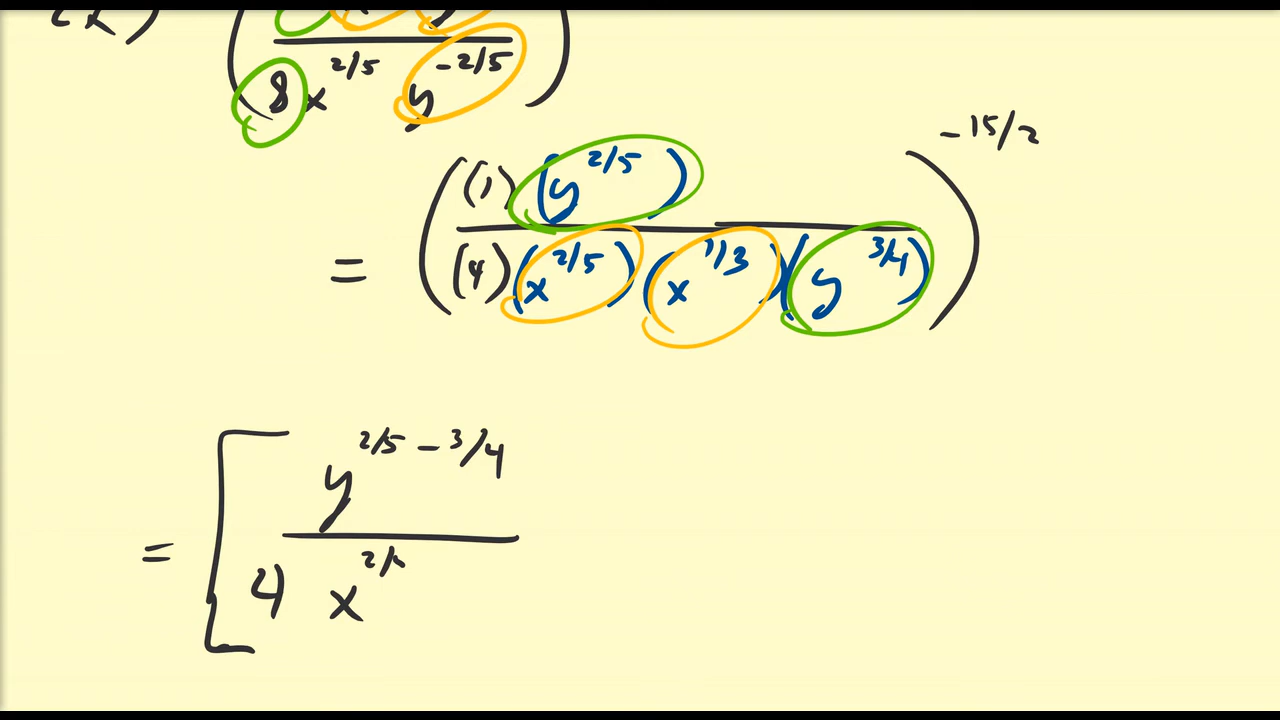 8 x^{2/5} y^{-2/5}
= ( (1) (y^{2/5}) / (4) (x^{2/5}) (x^{1/3}) (y^{3/4}) )^{-15/2}
= [ y^{2/5 - 3/4} / 4 x^{2/